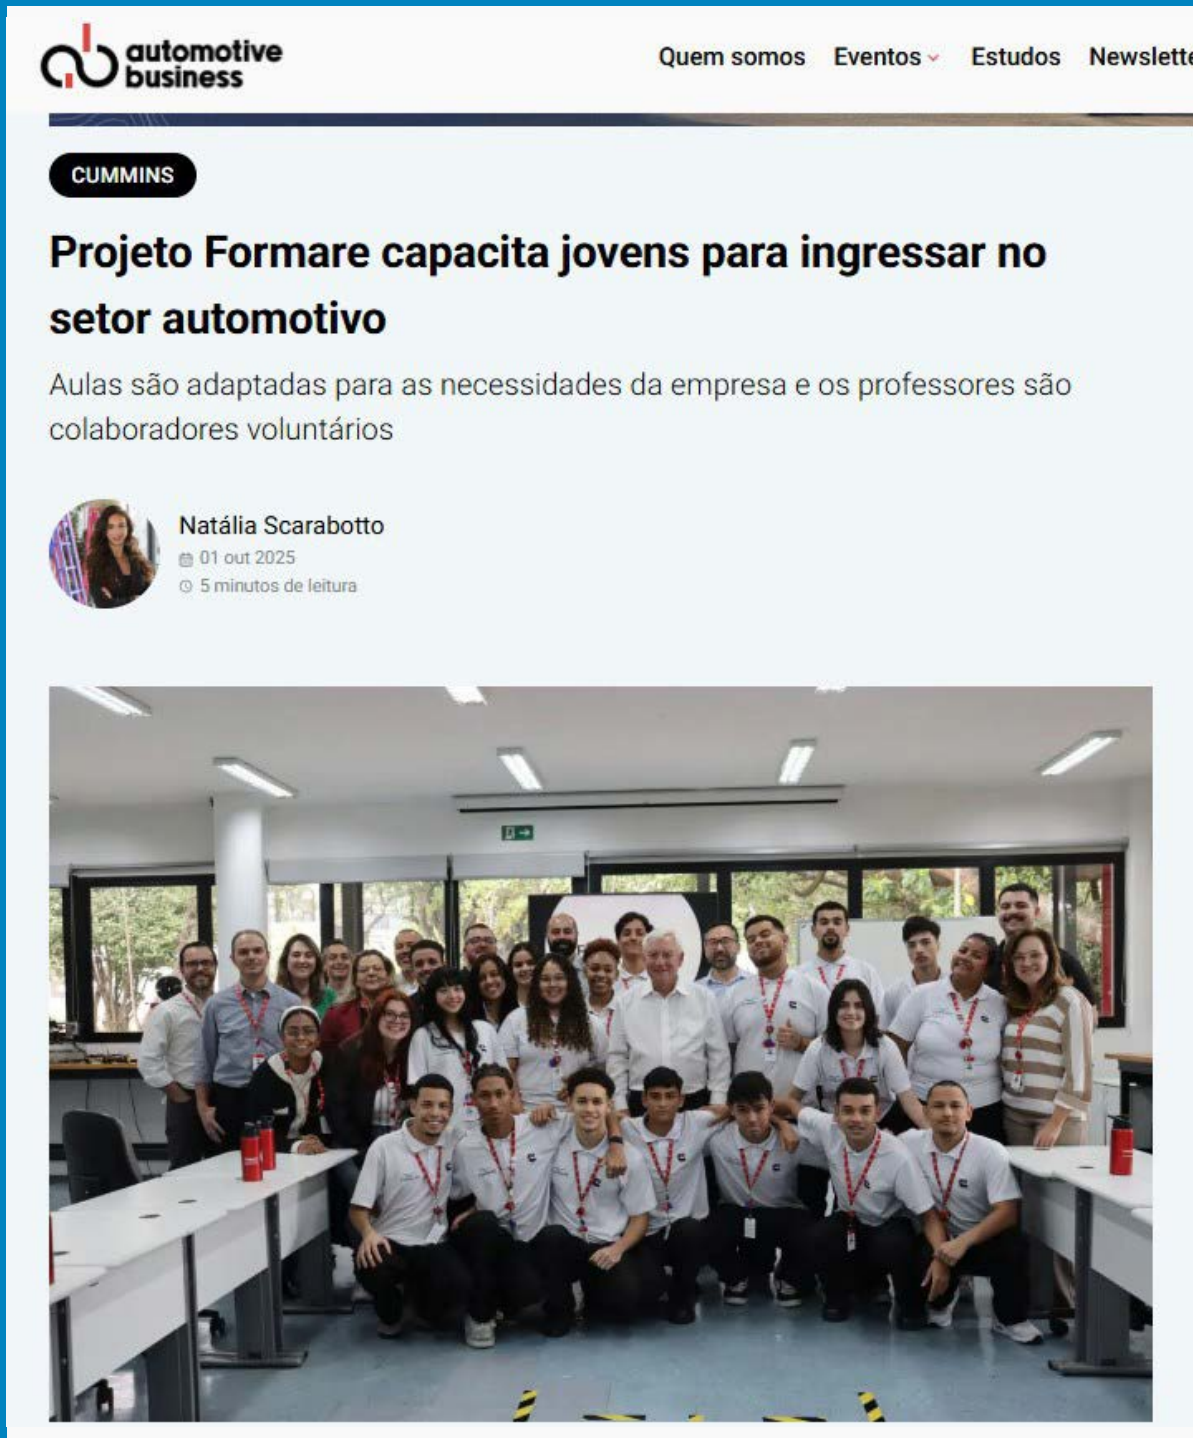 automotive
business
Quem somos Eventos Estudos Newslette
CUMMINS
Projeto Formare capacita jovens para ingressar no
setor automotivo
Aulas são adaptadas para as necessidades da empresa e os professores são
colaboradores voluntários
Natália Scarabotto
01 out 2025
5 minutos de leitura